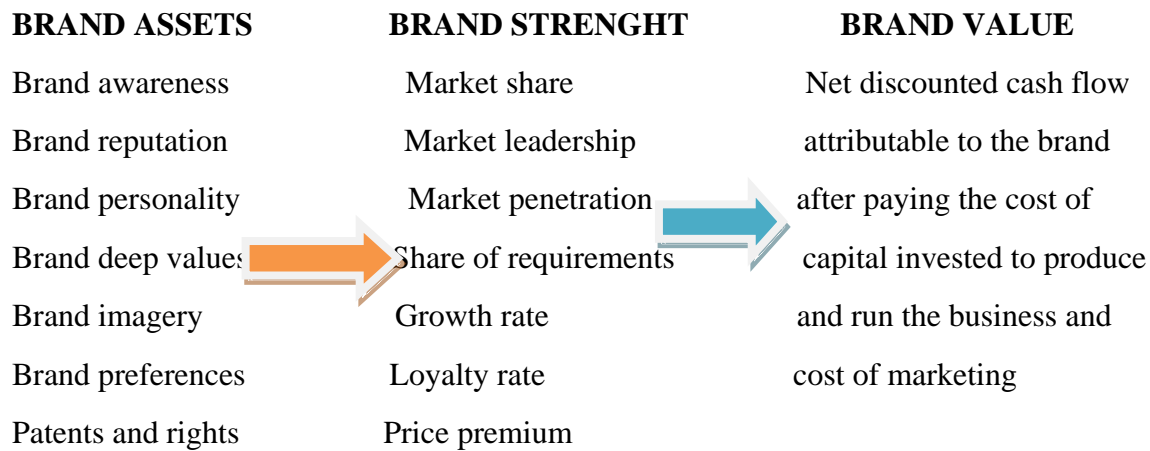 BRAND ASSETS BRAND STRENGHT BRAND VALUE
Brand awareness Market share Net discounted cash flow
Brand reputation Market leadership attributable to the brand
Brand personality Market penetration after paying the cost of
Brand deep values Share of requirements capital invested to produce
Brand imagery Growth rate and run the business and
Brand preferences Loyalty rate cost of marketing
Patents and rights Price premium